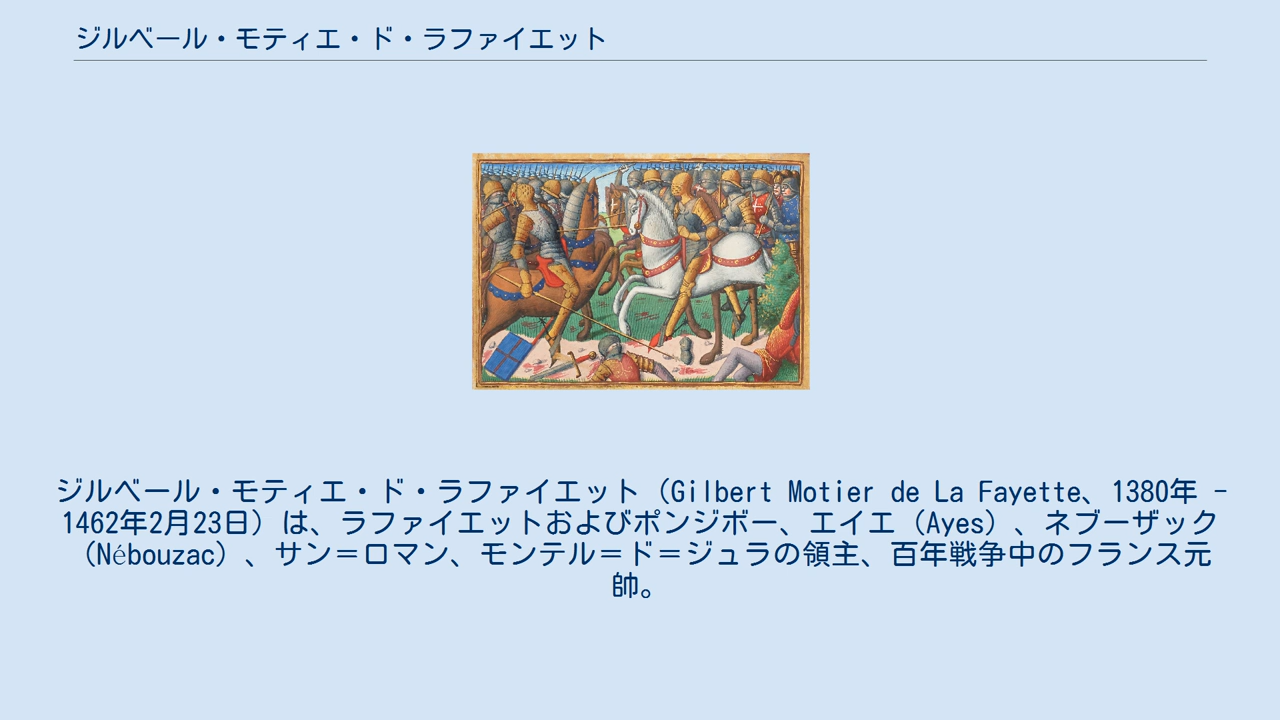 ジルベール・モティエ・ド・ラファイエット
ジルベール・モティエ・ド・ラファイエット（Gilbert Motier de La Fayette、1380年 -
1462年2月23日）は、ラファイエットおよびポンジボー、エイエ（Ayes）、ネブーザック
（Nébouzac）、サン＝ロマン、モンテル＝ド＝ジュラの領主、百年戦争中のフランス元
帥。